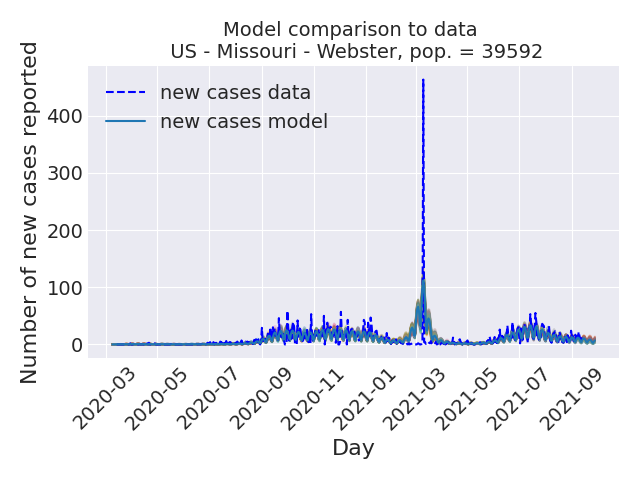 Model comparison to data
US - Missouri - Webster, pop. = 39592
Number of new cases reported
new cases data
new cases model
400
300
200
100
0
2020-03
2020-05
2020-07
2020-09
2020-11
2021-01
2021-03
2021-05
2021-07
2021-09
Day